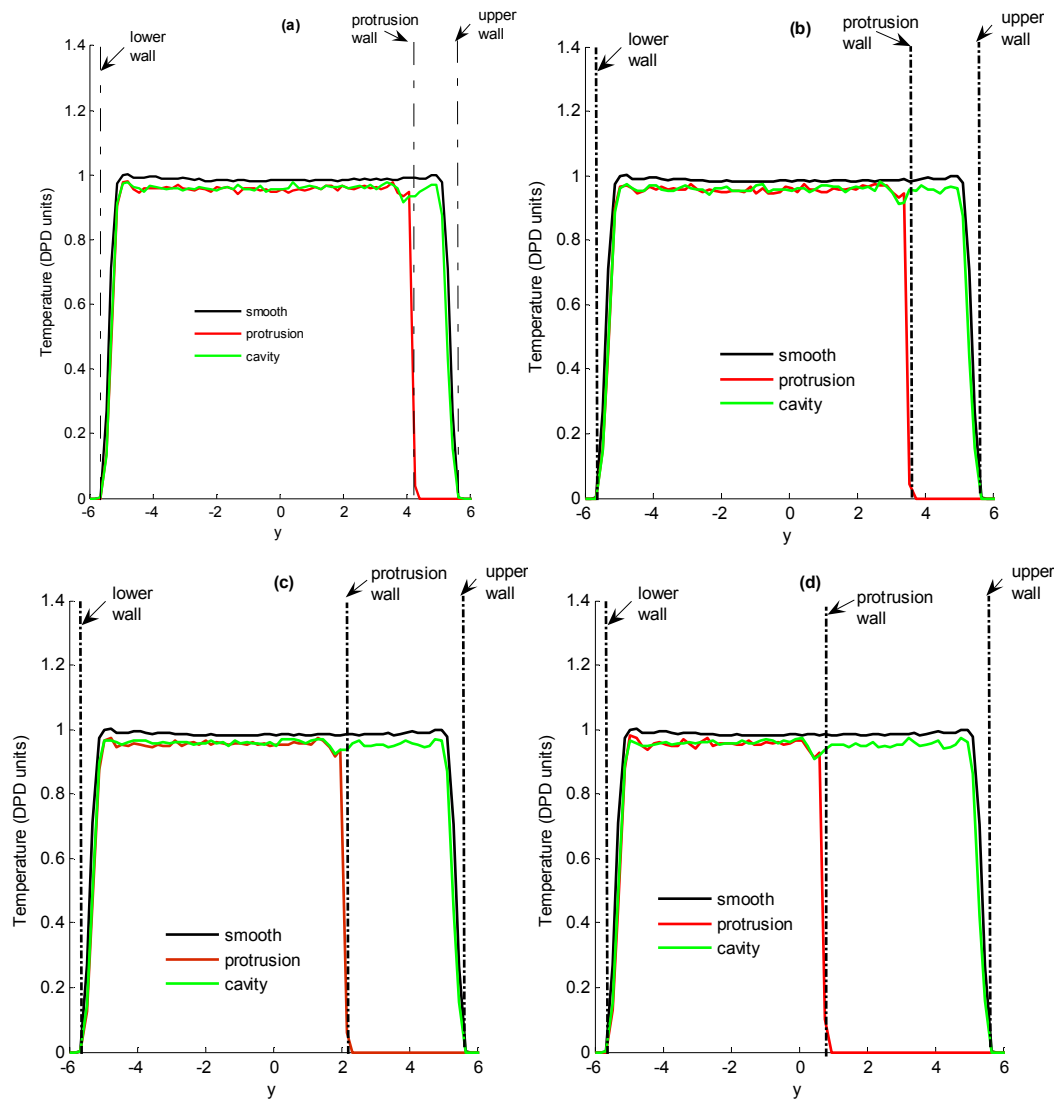 (a)
lower
wall
protrusion
wall
upper
wall
1.4
1.2
1
0.8
0.6
0.4
0.2
0
Temperature (DPD units)
smooth
protrusion
cavity
-6 -4 -2 0 2 4 6
y
(b)
lower
wall
protrusion
wall
upper
wall
1.4
1.2
1
0.8
0.6
0.4
0.2
0
Temperature (DPD units)
smooth
protrusion
cavity
-6 -4 -2 0 2 4 6
y
(c)
lower
wall
protrusion
wall
upper
wall
1.4
1.2
1
0.8
0.6
0.4
0.2
0
Temperature (DPD units)
smooth
protrusion
cavity
-6 -4 -2 0 2 4 6
y
(d)
lower
wall
protrusion
wall
upper
wall
1.4
1.2
1
0.8
0.6
0.4
0.2
0
Temperature (DPD units)
smooth
protrusion
cavity
-6 -4 -2 0 2 4 6
y